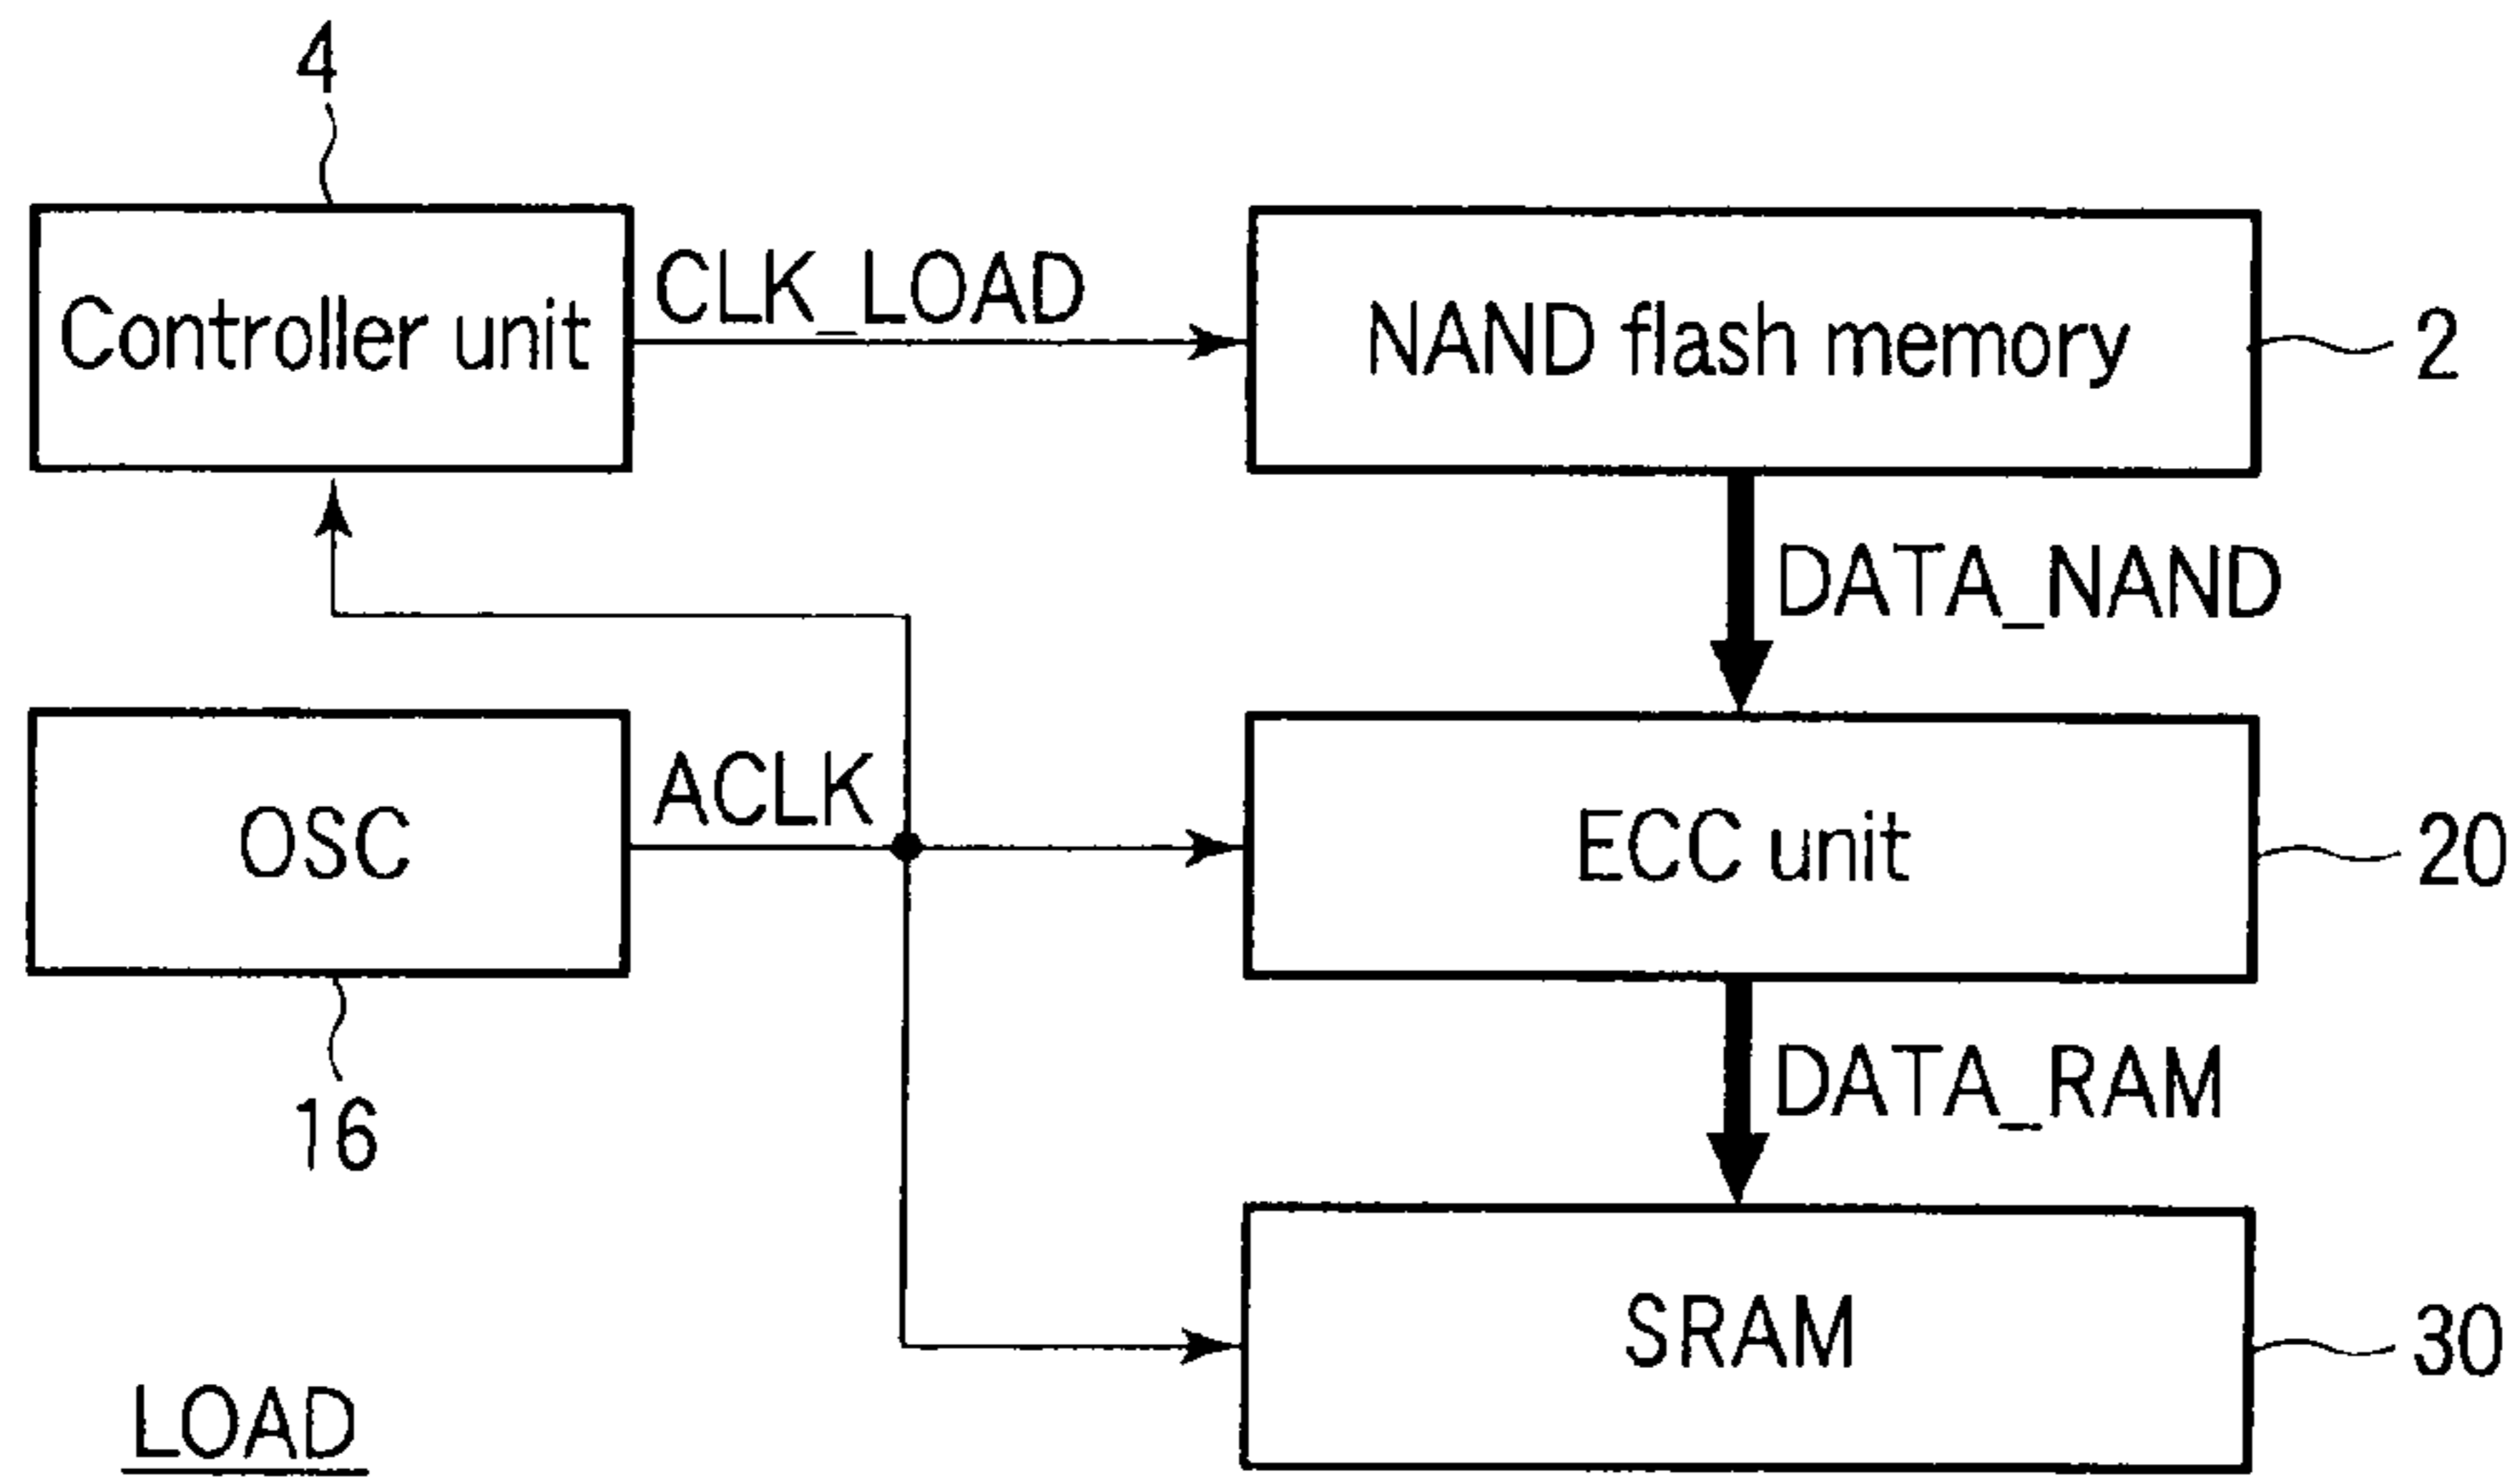 4
Controller unit
CLK_LOAD
NAND flash memory
2
DATA_NAND
OSC
ACLK
ECC unit
20
16
DATA_RAM
SRAM
30
LOAD